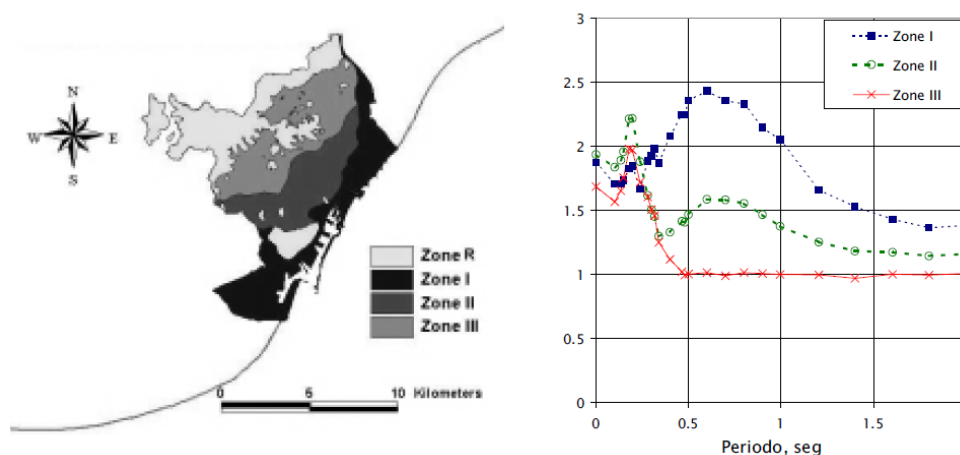 N
W E
S
Zone R
Zone I
Zone II
Zone III
0 5 10 Kilometers
3
2.5
2
1.5
1
0.5
0
0 0.5 1 1.5
Periodo, seg
Zone I
Zone II
Zone III